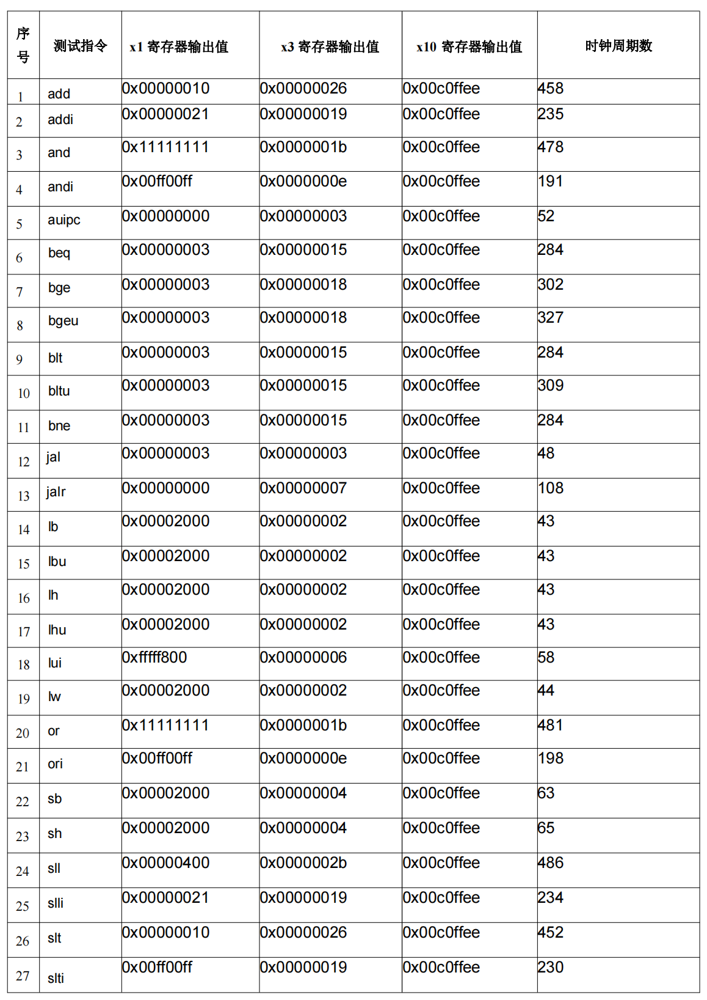 序号 测试指令 x1 寄存器输出值 x3 寄存器输出值 x10 寄存器输出值 时钟周期数
1 add 0x00000010 0x00000026 0x00c0ffee 458
2 addi 0x00000021 0x00000019 0x00c0ffee 235
3 and 0x11111111 0x0000001b 0x00c0ffee 478
4 andi 0x00ff00ff 0x0000000e 0x00c0ffee 191
5 auipc 0x00000000 0x00000003 0x00c0ffee 52
6 beq 0x00000003 0x00000015 0x00c0ffee 284
7 bge 0x00000003 0x00000018 0x00c0ffee 302
8 bgeu 0x00000003 0x00000018 0x00c0ffee 327
9 blt 0x00000003 0x00000015 0x00c0ffee 284
10 bltu 0x00000003 0x00000015 0x00c0ffee 309
11 bne 0x00000003 0x00000015 0x00c0ffee 284
12 jal 0x00000003 0x00000003 0x00c0ffee 48
13 jalr 0x00000000 0x00000007 0x00c0ffee 108
14 lb 0x00002000 0x00000002 0x00c0ffee 43
15 lbu 0x00002000 0x00000002 0x00c0ffee 43
16 lh 0x00002000 0x00000002 0x00c0ffee 43
17 lhu 0x00002000 0x00000002 0x00c0ffee 43
18 lui 0xfffff800 0x00000006 0x00c0ffee 58
19 lw 0x00002000 0x00000002 0x00c0ffee 44
20 or 0x11111111 0x0000001b 0x00c0ffee 481
21 ori 0x00ff00ff 0x0000000e 0x00c0ffee 198
22 sb 0x00002000 0x00000004 0x00c0ffee 63
23 sh 0x00002000 0x00000004 0x00c0ffee 65
24 sll 0x00000400 0x0000002b 0x00c0ffee 486
25 slli 0x00000021 0x00000019 0x00c0ffee 234
26 slt 0x00000010 0x00000026 0x00c0ffee 452
27 slti 0x00ff00ff 0x00000019 0x00c0ffee 230